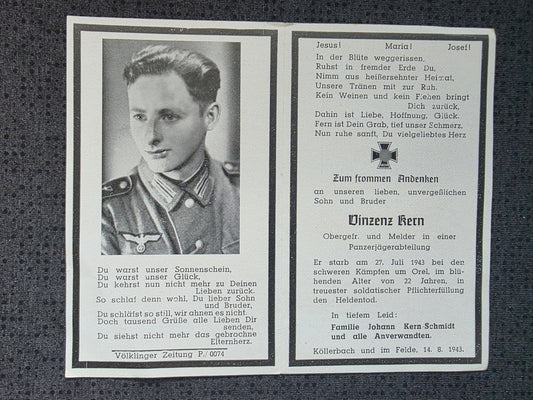 Du warst unser Sonnenschein,
Du warst unser Glück,
Du kehrst nun nicht mehr zu Deinen
Lieben zurück.
So schlaf denn wohl, Du lieber Sohn
und Bruder,
Du schläfst so still, wir ahnen es nicht.
Doch tausend Grüße alle Lieben Dir
senden,
Du siehst nicht mehr das gebrochne
Elternherz.
Völklinger Zeitung P./0074
Jesus! Maria! Josef!
In der Blüte weggerissen,
Ruhst in fremder Erde Du,
Nimm aus heißersehnter Heimat,
Unsere Tränen mit zur Ruh.
Kein Weinen und kein Flehen bringt
Dich zurück,
Dahin ist Liebe, Hoffnung, Glück.
Fern ist Dein Grab, tief unser Schmerz,
Nun ruhe sanft, Du vielgeliebtes Herz
Zum frommen Andenken
an unseren lieben, unvergeßlichen
Sohn und Bruder
Vinzenz Kern
Obergefr. und Melder in einer
Panzerjägerabteilung
Er starb am 27. Juli 1943 bei den
schweren Kämpfen um Orel, im blü-
henden Alter von 22 Jahren, in
treuester soldatischer Pflichterfüllung
den Heldentod.
In tiefem Leid:
Familie Johann Kern-Schmidt
und alle Anverwandten.
Köllerbach und im Felde, 14. 8. 1943.